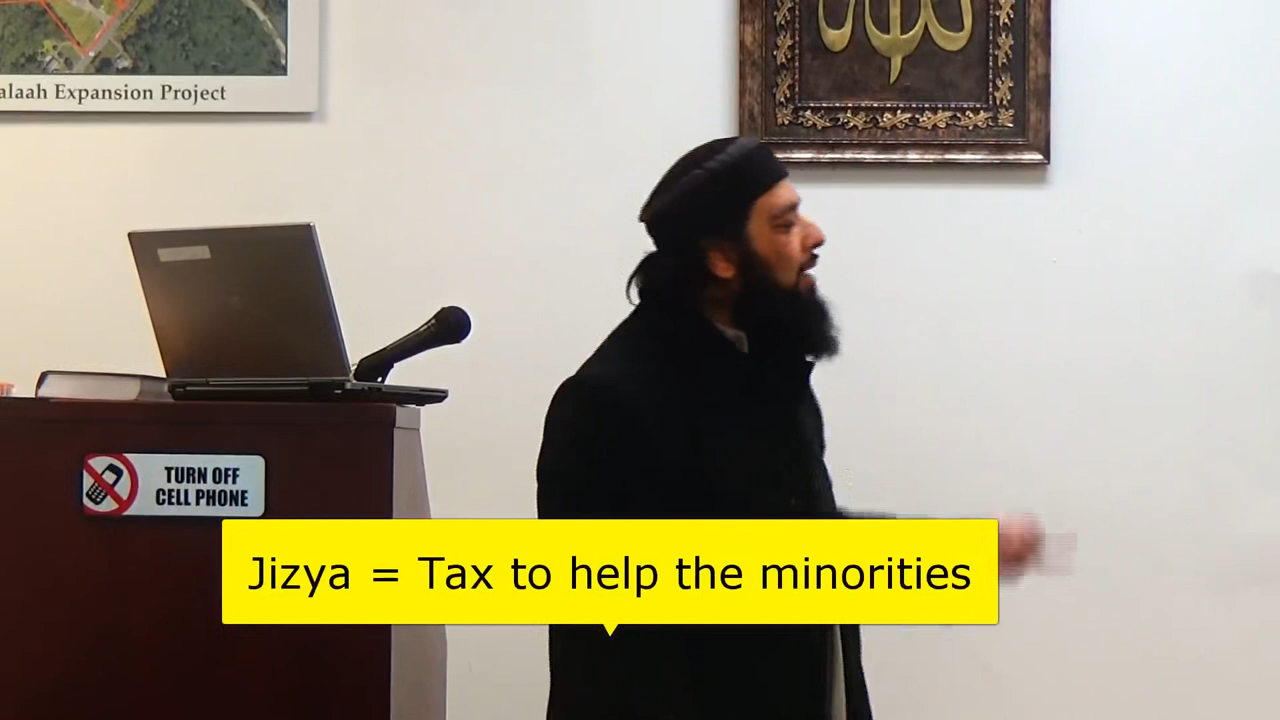 alaah Expansion Project
TURN OFF
CELL PHONE
Jizya = Tax to help the minorities